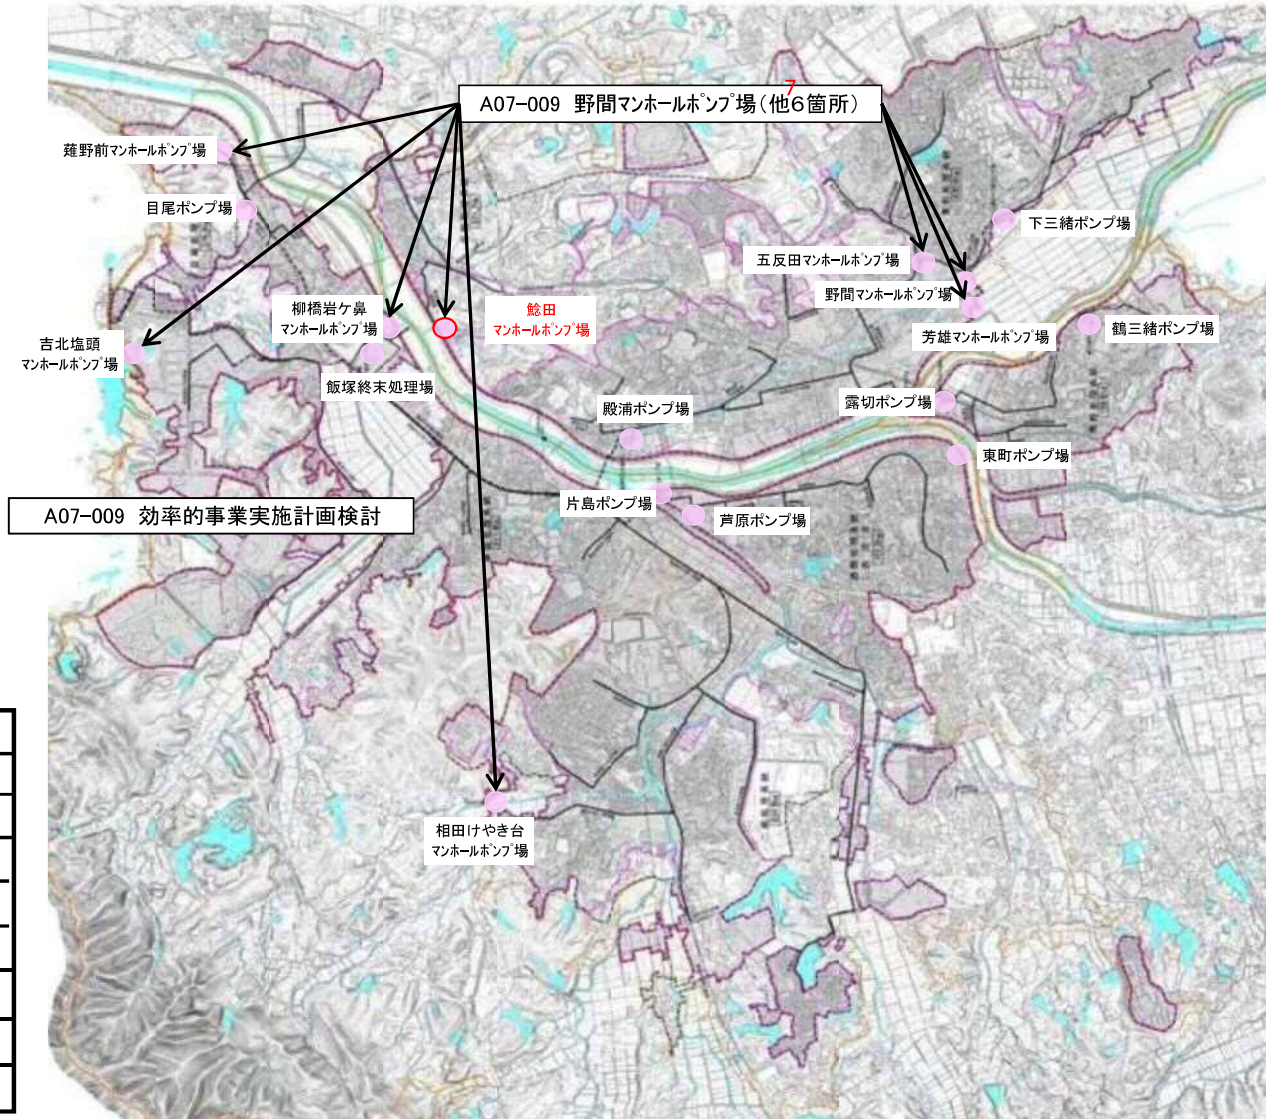 7
A07-009 野間マンホールポンプ場(他6箇所)
薙野前マンホールポンプ場
目尾ポンプ場
下三緒ポンプ場
五反田マンホールポンプ場
野間マンホールポンプ場
柳橋岩ケ鼻
マンホールポンプ場
鯰田
マンホールポンプ場
芳雄マンホールポンプ場
鶴三緒ポンプ場
吉北塩頭
マンホールポンプ場
飯塚終末処理場
殿浦ポンプ場
露切ポンプ場
東町ポンプ場
片島ポンプ場
芦原ポンプ場
A07-009 効率的事業実施計画検討
相田けやき台
マンホールポンプ場